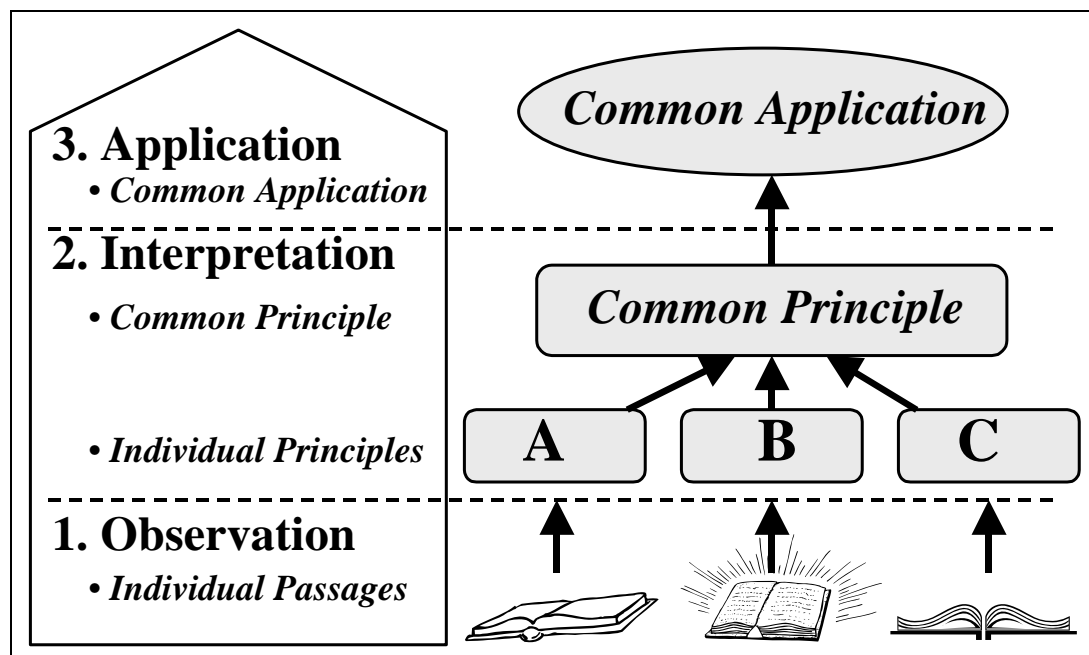 Common Application
3. Application
• Common Application
2. Interpretation
• Common Principle
Common Principle
• Individual Principles
A
B
C
1. Observation
• Individual Passages